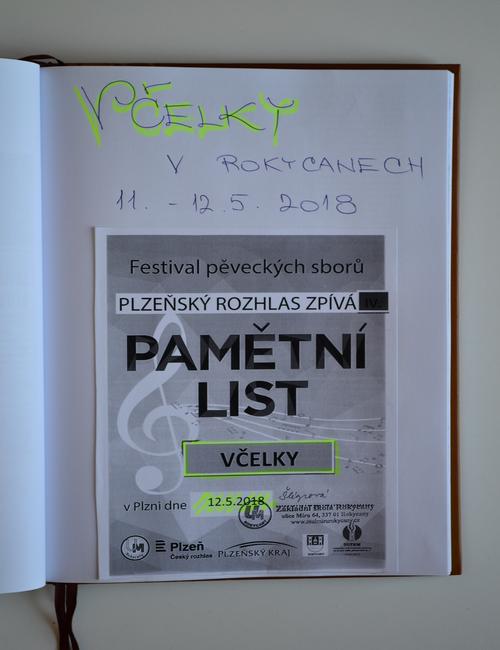 VČELKY
V ROKYCANECH
11. - 12.5. 2018
Festival pěveckých sborů
PLZEŇSKÝ ROZHLAS ZPÍVÁ IV.
PAMĚTNÍ
LIST
VČELKY
v Plzni dne 12.5.2018
Základní škola Rokycany
ulice Míru 64, 337 01 Rokycany
Plzeň
Český rozhlas
PLZEŇSKÝ KRAJ